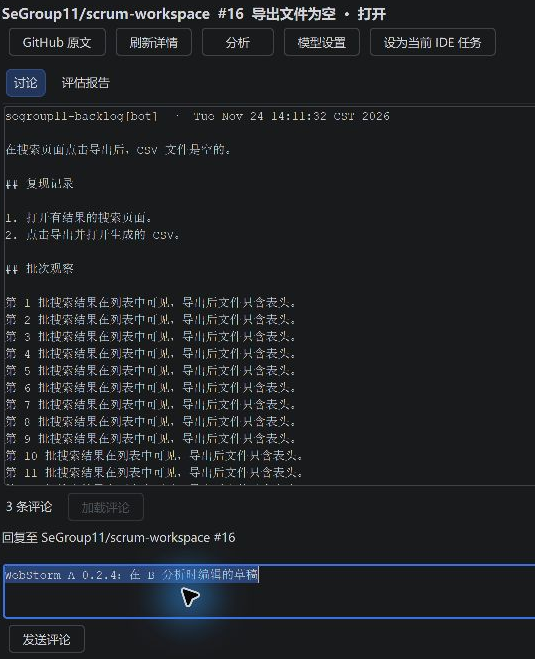 SeGroup11/scrum-workspace #16 导出文件为空 • 打开
GitHub 原文 刷新详情 分析 模型设置 设为当前 IDE 任务
讨论 评估报告
segroup11-backlog[bot] · Tue Nov 24 14:11:32 CST 2026
在搜索页面点击导出后，CSV 文件是空的。
## 复现记录
1. 打开有结果的搜索页面。
2. 点击导出并打开生成的 CSV。
## 批次观察
第 1 批搜索结果在列表中可见，导出后文件只含表头。
第 2 批搜索结果在列表中可见，导出后文件只含表头。
第 3 批搜索结果在列表中可见，导出后文件只含表头。
第 4 批搜索结果在列表中可见，导出后文件只含表头。
第 5 批搜索结果在列表中可见，导出后文件只含表头。
第 6 批搜索结果在列表中可见，导出后文件只含表头。
第 7 批搜索结果在列表中可见，导出后文件只含表头。
第 8 批搜索结果在列表中可见，导出后文件只含表头。
第 9 批搜索结果在列表中可见，导出后文件只含表头。
第 10 批搜索结果在列表中可见，导出后文件只含表头。
第 11 批搜索结果在列表中可见，导出后文件只含表头。
3 条评论 加载评论
回复至 SeGroup11/scrum-workspace #16
WebStorm A 0.2.4：在 B 分析时编辑的草稿
发送评论